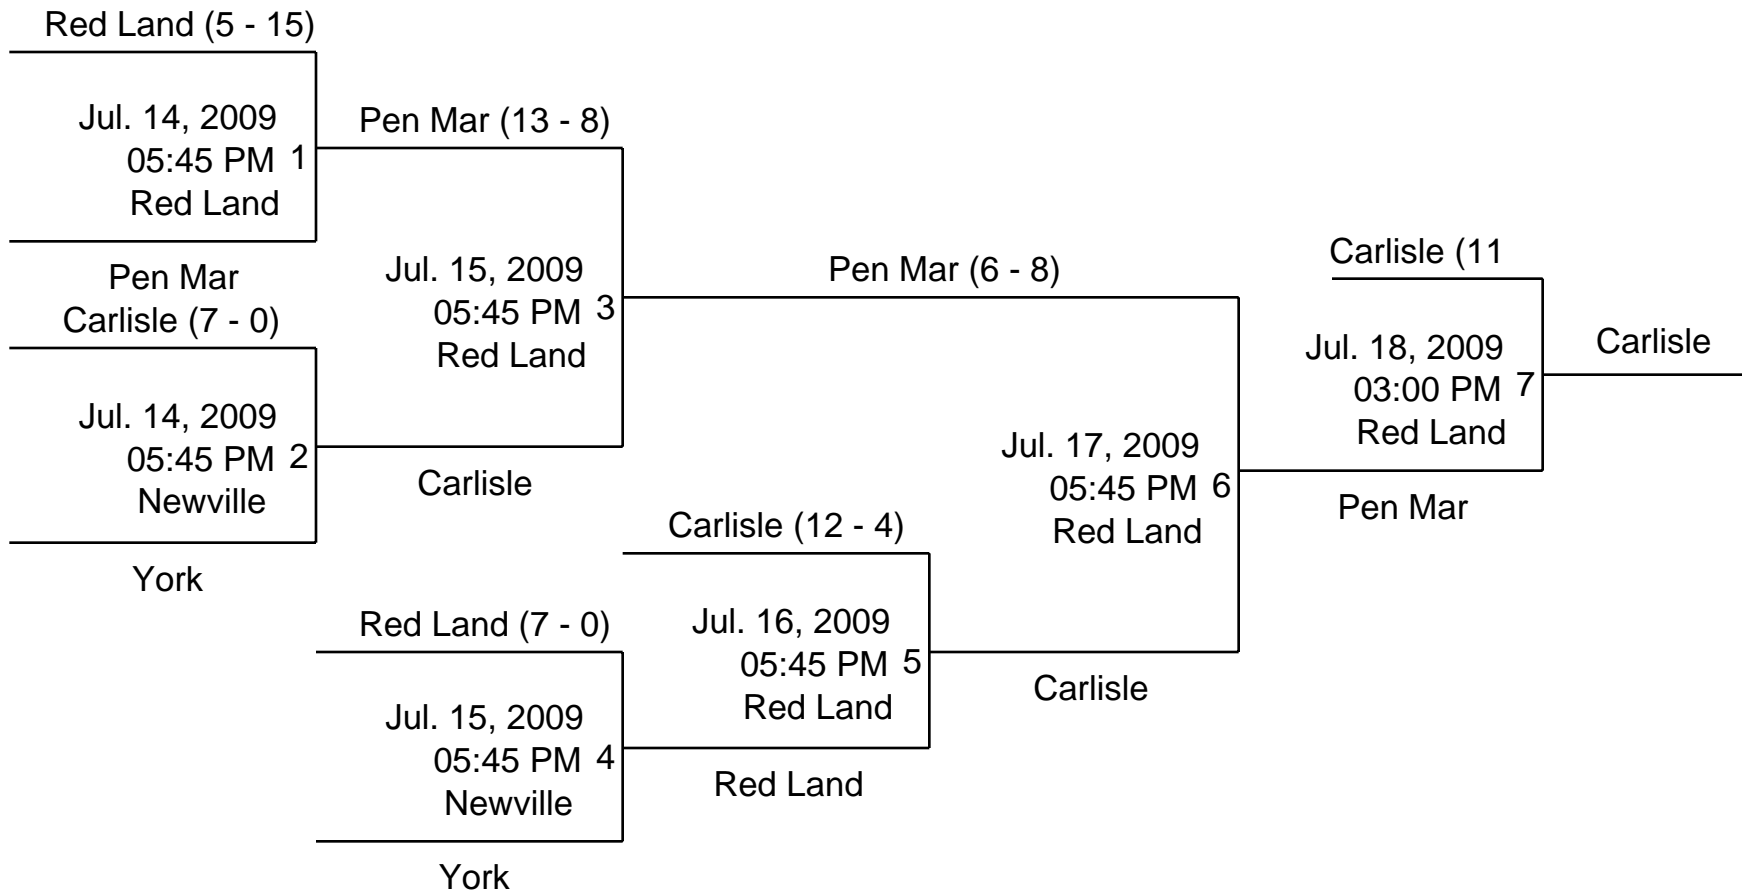 Red Land (5 - 15)
Jul. 14, 2009
05:45 PM 1
Red Land
Pen Mar
Carlisle (7 - 0)
Jul. 14, 2009
05:45 PM 2
Newville
York
Pen Mar (13 - 8)
Jul. 15, 2009
05:45 PM 3
Red Land
Carlisle
Red Land (7 - 0)
Jul. 15, 2009
05:45 PM 4
Newville
York
Carlisle (12 - 4)
Jul. 16, 2009
05:45 PM 5
Red Land
Red Land
Pen Mar (6 - 8)
Jul. 17, 2009
05:45 PM 6
Red Land
Carlisle
Carlisle (11
Jul. 18, 2009
03:00 PM 7
Red Land
Pen Mar
Carlisle